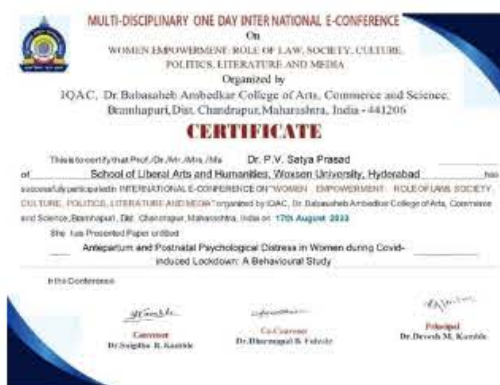 MULTI-DISCIPLINARY ONE DAY INTER NATIONAL E-CONFERENCE
On
WOMEN EMPOWERMENT: ROLE OF LAW, SOCIETY, CULTURE,
POLITICS, LITERATURE AND MEDIA
Organized by
IQAC, Dr. Babasaheb Ambedkar College of Arts, Commerce and Science,
Bramhapuri, Dist. Chandrapur, Maharashtra, India - 441206
CERTIFICATE
This is to certify that Prof./Dr./Mr./Mrs./Ms Dr. P.V. Satya Prasad
of School of Liberal Arts and Humanities, Woxsen University, Hyderabad has
successfully participated in INTERNATIONAL E-CONFERENCE ON "WOMEN EMPOWERMENT: ROLE OF LAW, SOCIETY,
CULTURE, POLITICS, LITERATURE AND MEDIA" organized by IQAC, Dr. Babasaheb Ambedkar College of Arts, Commerce
and Science, Bramhapuri, Dist. Chandrapur, Maharashtra, India on 17th August 2023
She has Presented Paper entitled
Antepartum and Postnatal Psychological Distress in Women during Covid-
induced Lockdown: A Behavioural Study
in the Conference
Convener
Dr. R. Kamble
Co-Convener
Dr. B.
Principal
Dr. Devesh M. Kamble